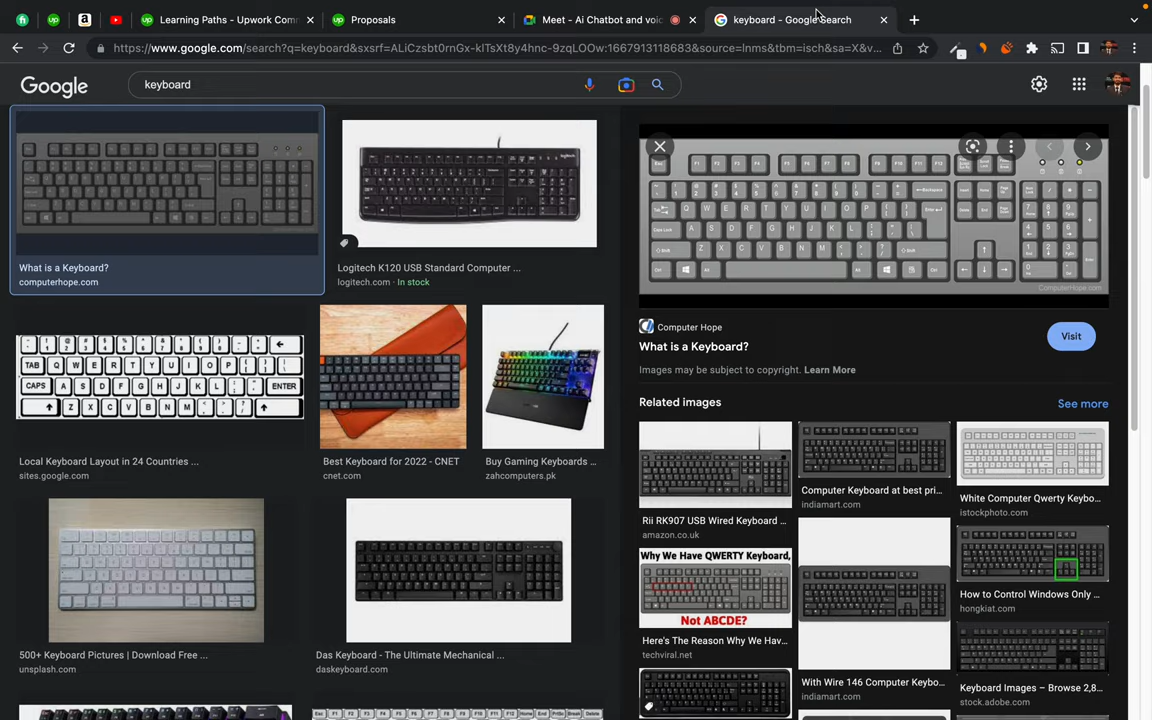 Learning Paths - Upwork Com
Proposals
Meet - Ai Chatbot and voic
keyboard - Google Search
https://www.google.com/search?q=keyboard&sxsrf=ALiCzsbt0rnGx-klTsXt8y4hnc-9zqLOOw:1667913118683&source=lnms&tbm=isch&sa=X&v...
Google
keyboard
What is a Keyboard?
computerhope.com
Logitech K120 USB Standard Computer ...
logitech.com · In stock
Local Keyboard Layout in 24 Countries ...
sites.google.com
Best Keyboard for 2022 - CNET
cnet.com
Buy Gaming Keyboards ...
zahcomputers.pk
500+ Keyboard Pictures | Download Free ...
unsplash.com
Das Keyboard - The Ultimate Mechanical ...
daskeyboard.com
ComputerHope.com
Computer Hope
What is a Keyboard?
Visit
Images may be subject to copyright. Learn More
Related images
See more
Rii RK907 USB Wired Keyboard ...
amazon.co.uk
Computer Keyboard at best pri...
indiamart.com
White Computer Qwerty Keybo...
istockphoto.com
Why We Have QWERTY Keyboard,
Not ABCDE?
Here's The Reason Why We Hav...
techviral.net
With Wire 146 Computer Keybo...
indiamart.com
How to Control Windows Only ...
hongkiat.com
Keyboard Images – Browse 2,8...
stock.adobe.com